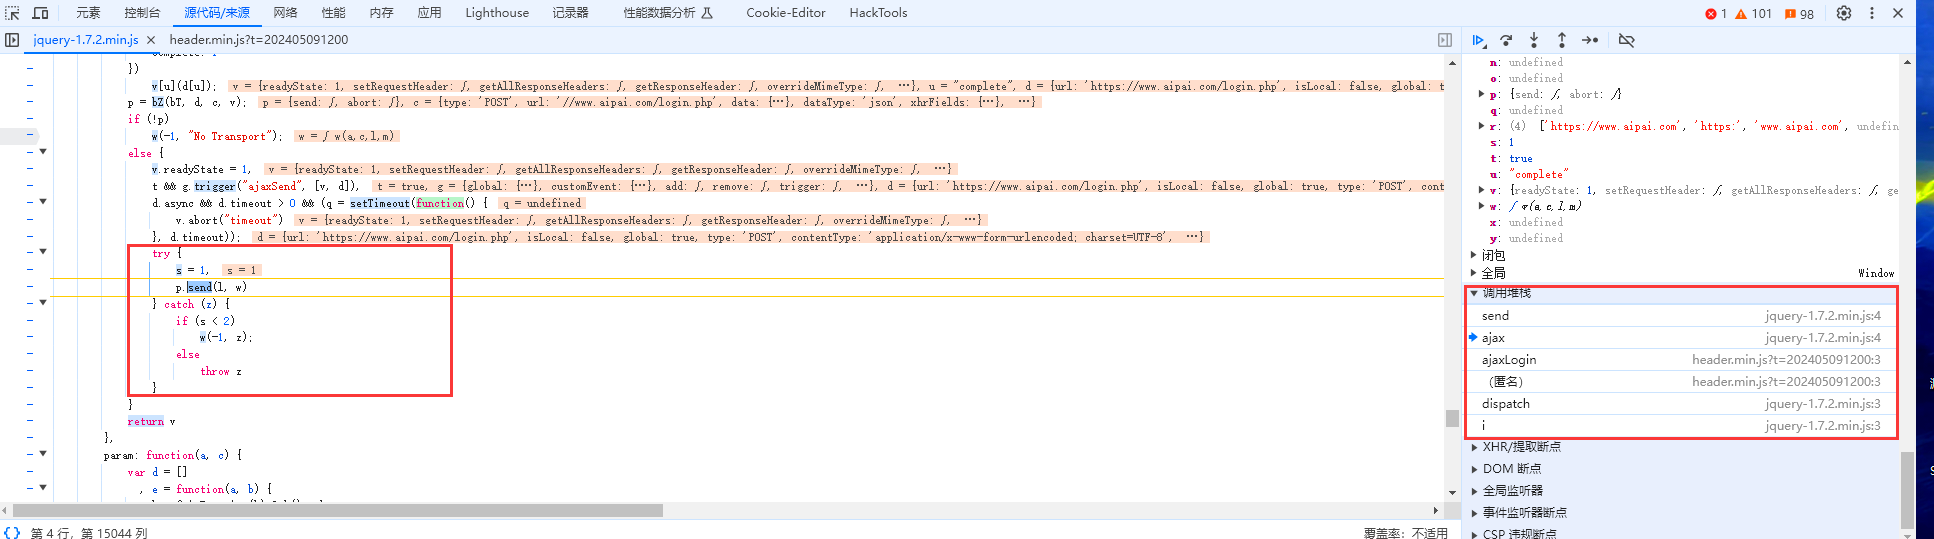 元素 控制台 源代码/来源 网络 性能 内存 应用 Lighthouse 记录器 性能数据分析 Cookie-Editor HackTools 1 101 98
jquery-1.7.2.min.js × header.min.js?t=202405091200
})
v[u](d[u]); v = {readyState: 1, setRequestHeader: ƒ, getAllResponseHeaders: ƒ, getResponseHeader: ƒ, overrideMimeType: ƒ, …}, u = "complete", d = {url: 'https://www.aipai.com/login.php', isLocal: false, global: t
p = bZ(bT, d, c, v); p = {send: ƒ, abort: ƒ}, c = {type: 'POST', url: '//www.aipai.com/login.php', data: {…}, dataType: 'json', xhrFields: {…}, …}
if (!p)
w(-1, "No Transport"); w = ƒ w(a,c,l,m)
else {
v.readyState = 1, v = {readyState: 1, setRequestHeader: ƒ, getAllResponseHeaders: ƒ, getResponseHeader: ƒ, overrideMimeType: ƒ, …}
t && g.trigger("ajaxSend", [v, d]), t = true, g = {global: {…}, customEvent: {…}, add: ƒ, remove: ƒ, trigger: ƒ, …}, d = {url: 'https://www.aipai.com/login.php', isLocal: false, global: true, type: 'POST', cont
d.async && d.timeout > 0 && (q = setTimeout(function() { q = undefined
v.abort("timeout") v = {readyState: 1, setRequestHeader: ƒ, getAllResponseHeaders: ƒ, getResponseHeader: ƒ, overrideMimeType: ƒ, …}
}, d.timeout)); d = {url: 'https://www.aipai.com/login.php', isLocal: false, global: true, type: 'POST', contentType: 'application/x-www-form-urlencoded; charset=UTF-8', …}
try {
s = 1, s = 1
p.send(l, w)
} catch (z) {
if (s < 2)
w(-1, z);
else
throw z
}
}
return v
},
param: function(a, c) {
var d = []
, e = function(a, b) {
{} 第 4 行，第 15044 列 覆盖率：不适用
n: undefined
o: undefined
p: {send: ƒ, abort: ƒ}
q: undefined
r: (4) ['https://www.aipai.com', 'https:', 'www.aipai.com', undefin
s: 1
t: true
u: "complete"
v: {readyState: 1, setRequestHeader: ƒ, getAllResponseHeaders: ƒ, ge
w: ƒ w(a,c,l,m)
x: undefined
y: undefined
闭包
全局 Window
调用堆栈
send jquery-1.7.2.min.js:4
ajax jquery-1.7.2.min.js:4
ajaxLogin header.min.js?t=202405091200:3
（匿名） header.min.js?t=202405091200:3
dispatch jquery-1.7.2.min.js:3
i jquery-1.7.2.min.js:3
XHR/提取断点
DOM 断点
全局监听器
事件监听器断点
CSP 违规断点